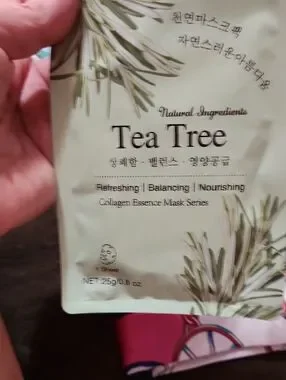 천연마스크팩
자연스러운아름다움
Natural Ingredients
Tea Tree
상쾌함 · 밸런스 · 영양공급
Refreshing | Balancing | Nourishing
Collagen Essence Mask Series
NET:25g/0.8 oz